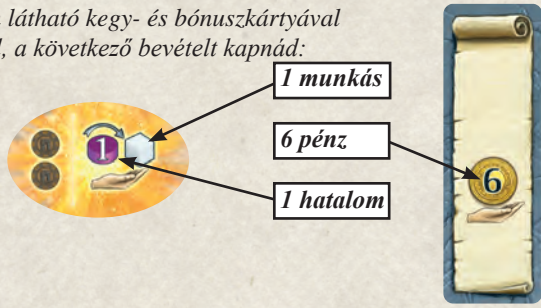 látható kegy- és bónuszkártyával
a következő bevételt kapnád:
1 munkás
6 pénz
1 hatalom
1
6